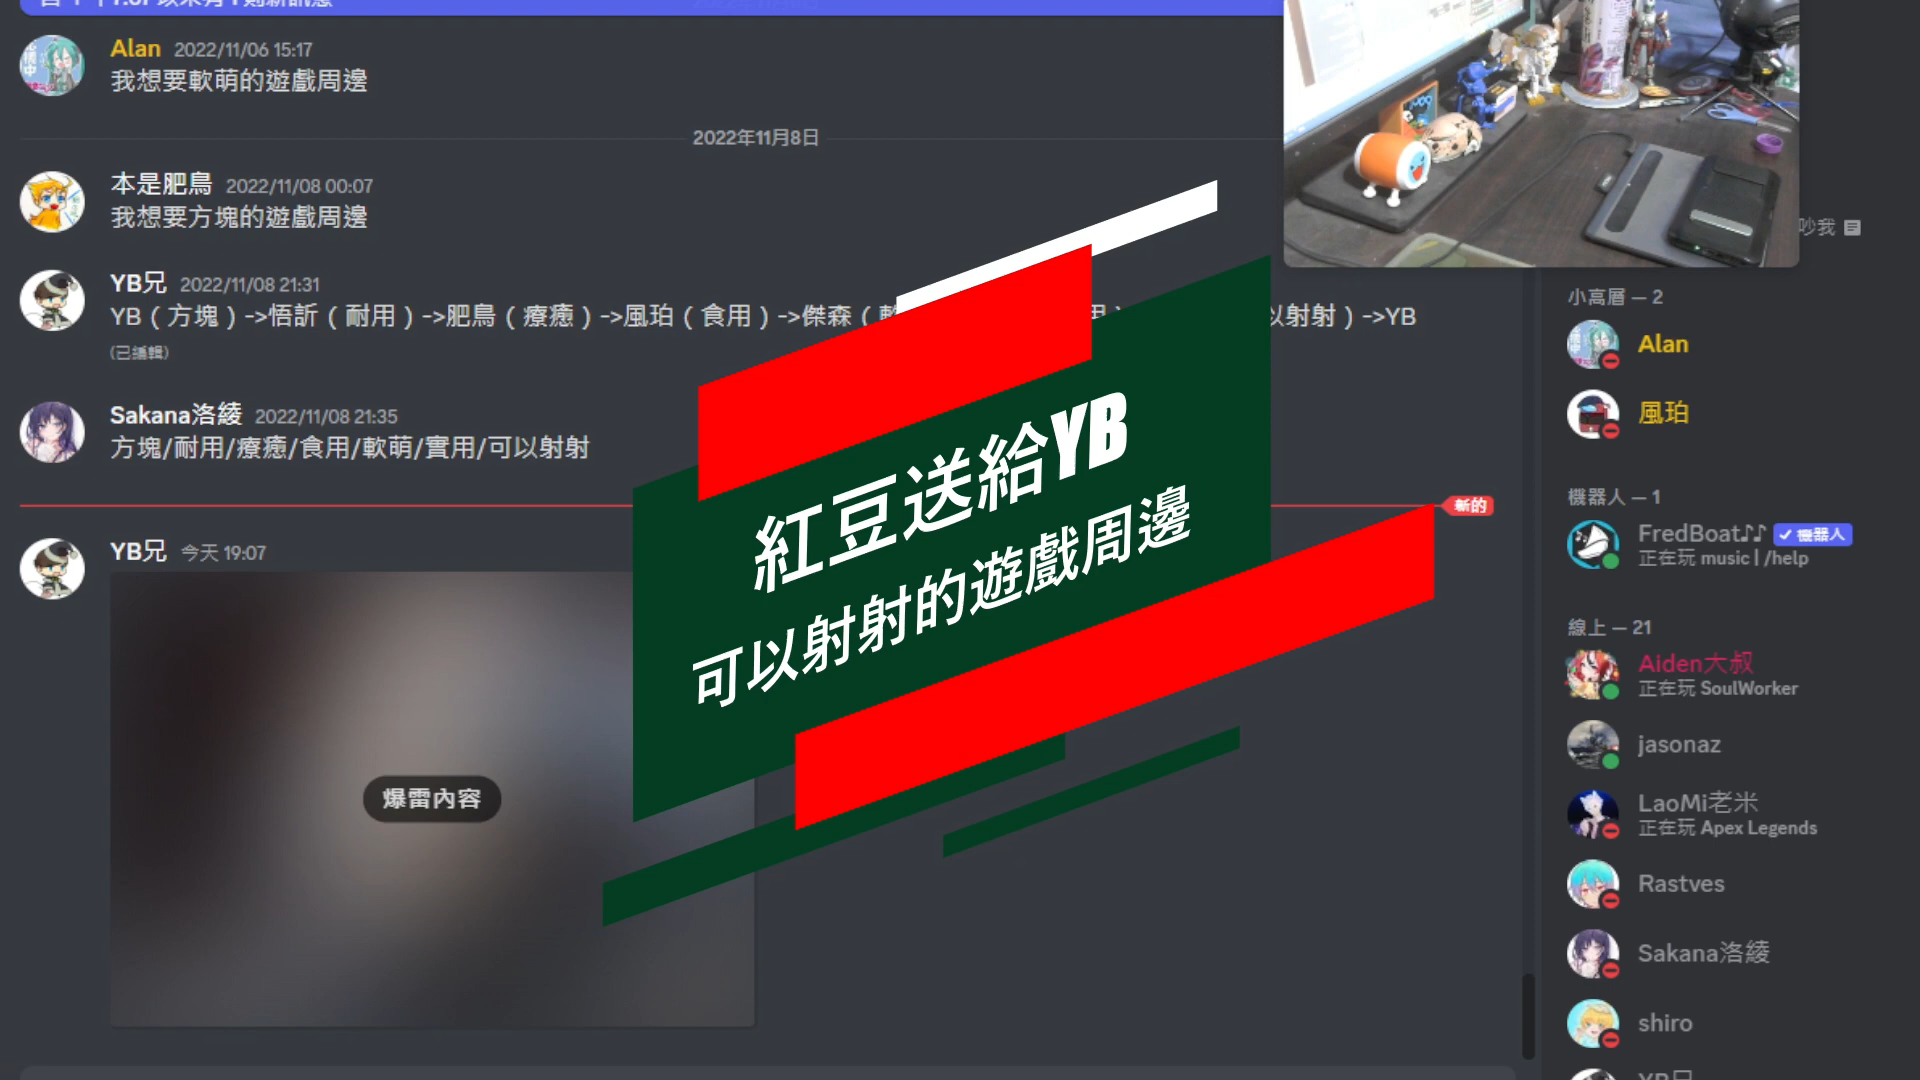 Alan 2022/11/06 15:17
我想要軟萌的遊戲周邊
2022年11月8日
本是肥鳥 2022/11/08 00:07
我想要方塊的遊戲周邊
YB兄 2022/11/08 21:31
YB（方塊）->悟訢（耐用）->肥鳥（療癒）->風珀（食用）->傑森（
以射射）->YB
(已編輯)
Sakana洛綾 2022/11/08 21:35
方塊/耐用/療癒/食用/軟萌/實用/可以射射
新的
YB兄 今天 19:07
爆雷內容
紅豆送給YB
可以射射的遊戲周邊
吵我
小高層 — 2
Alan
風珀
機器人 — 1
FredBoat♪♪ ✓ 機器人
正在玩 music | /help
線上 — 21
Aiden大叔
正在玩 SoulWorker
jasonaz
LaoMi老米
正在玩 Apex Legends
Rastves
Sakana洛綾
shiro